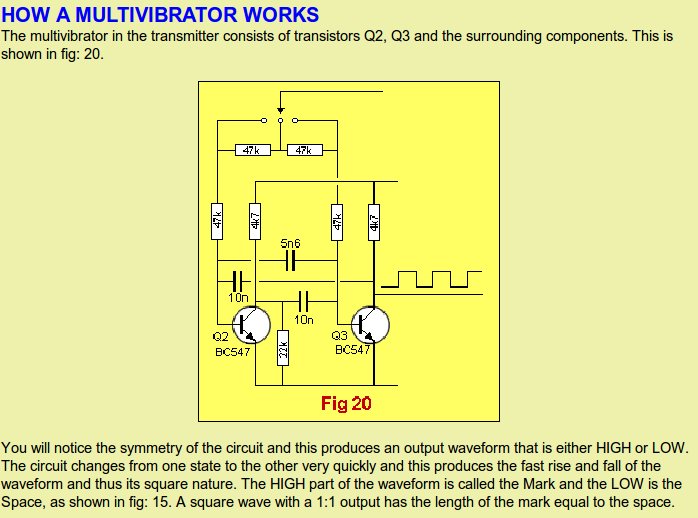 HOW A MULTIVIBRATOR WORKS
The multivibrator in the transmitter consists of transistors Q2, Q3 and the surrounding components. This is
shown in fig: 20.
47k
47k
47k
4k7
47k
4k7
5n6
10n
10n
22k
Q2
BC547
Q3
BC547
Fig 20
You will notice the symmetry of the circuit and this produces an output waveform that is either HIGH or LOW.
The circuit changes from one state to the other very quickly and this produces the fast rise and fall of the
waveform and thus its square nature. The HIGH part of the waveform is called the Mark and the LOW is the
Space, as shown in fig: 15. A square wave with a 1:1 output has the length of the mark equal to the space.